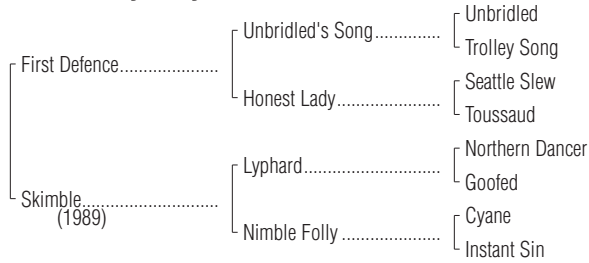 Unbridled
Unbridled's Song..............
Trolley Song
First Defence.....................
Seattle Slew
Honest Lady......................
Toussaud
Northern Dancer
Lyphard.............................
Goofed
Skimble.............................
(1989)
Cyane
Nimble Folly .....................
Instant Sin